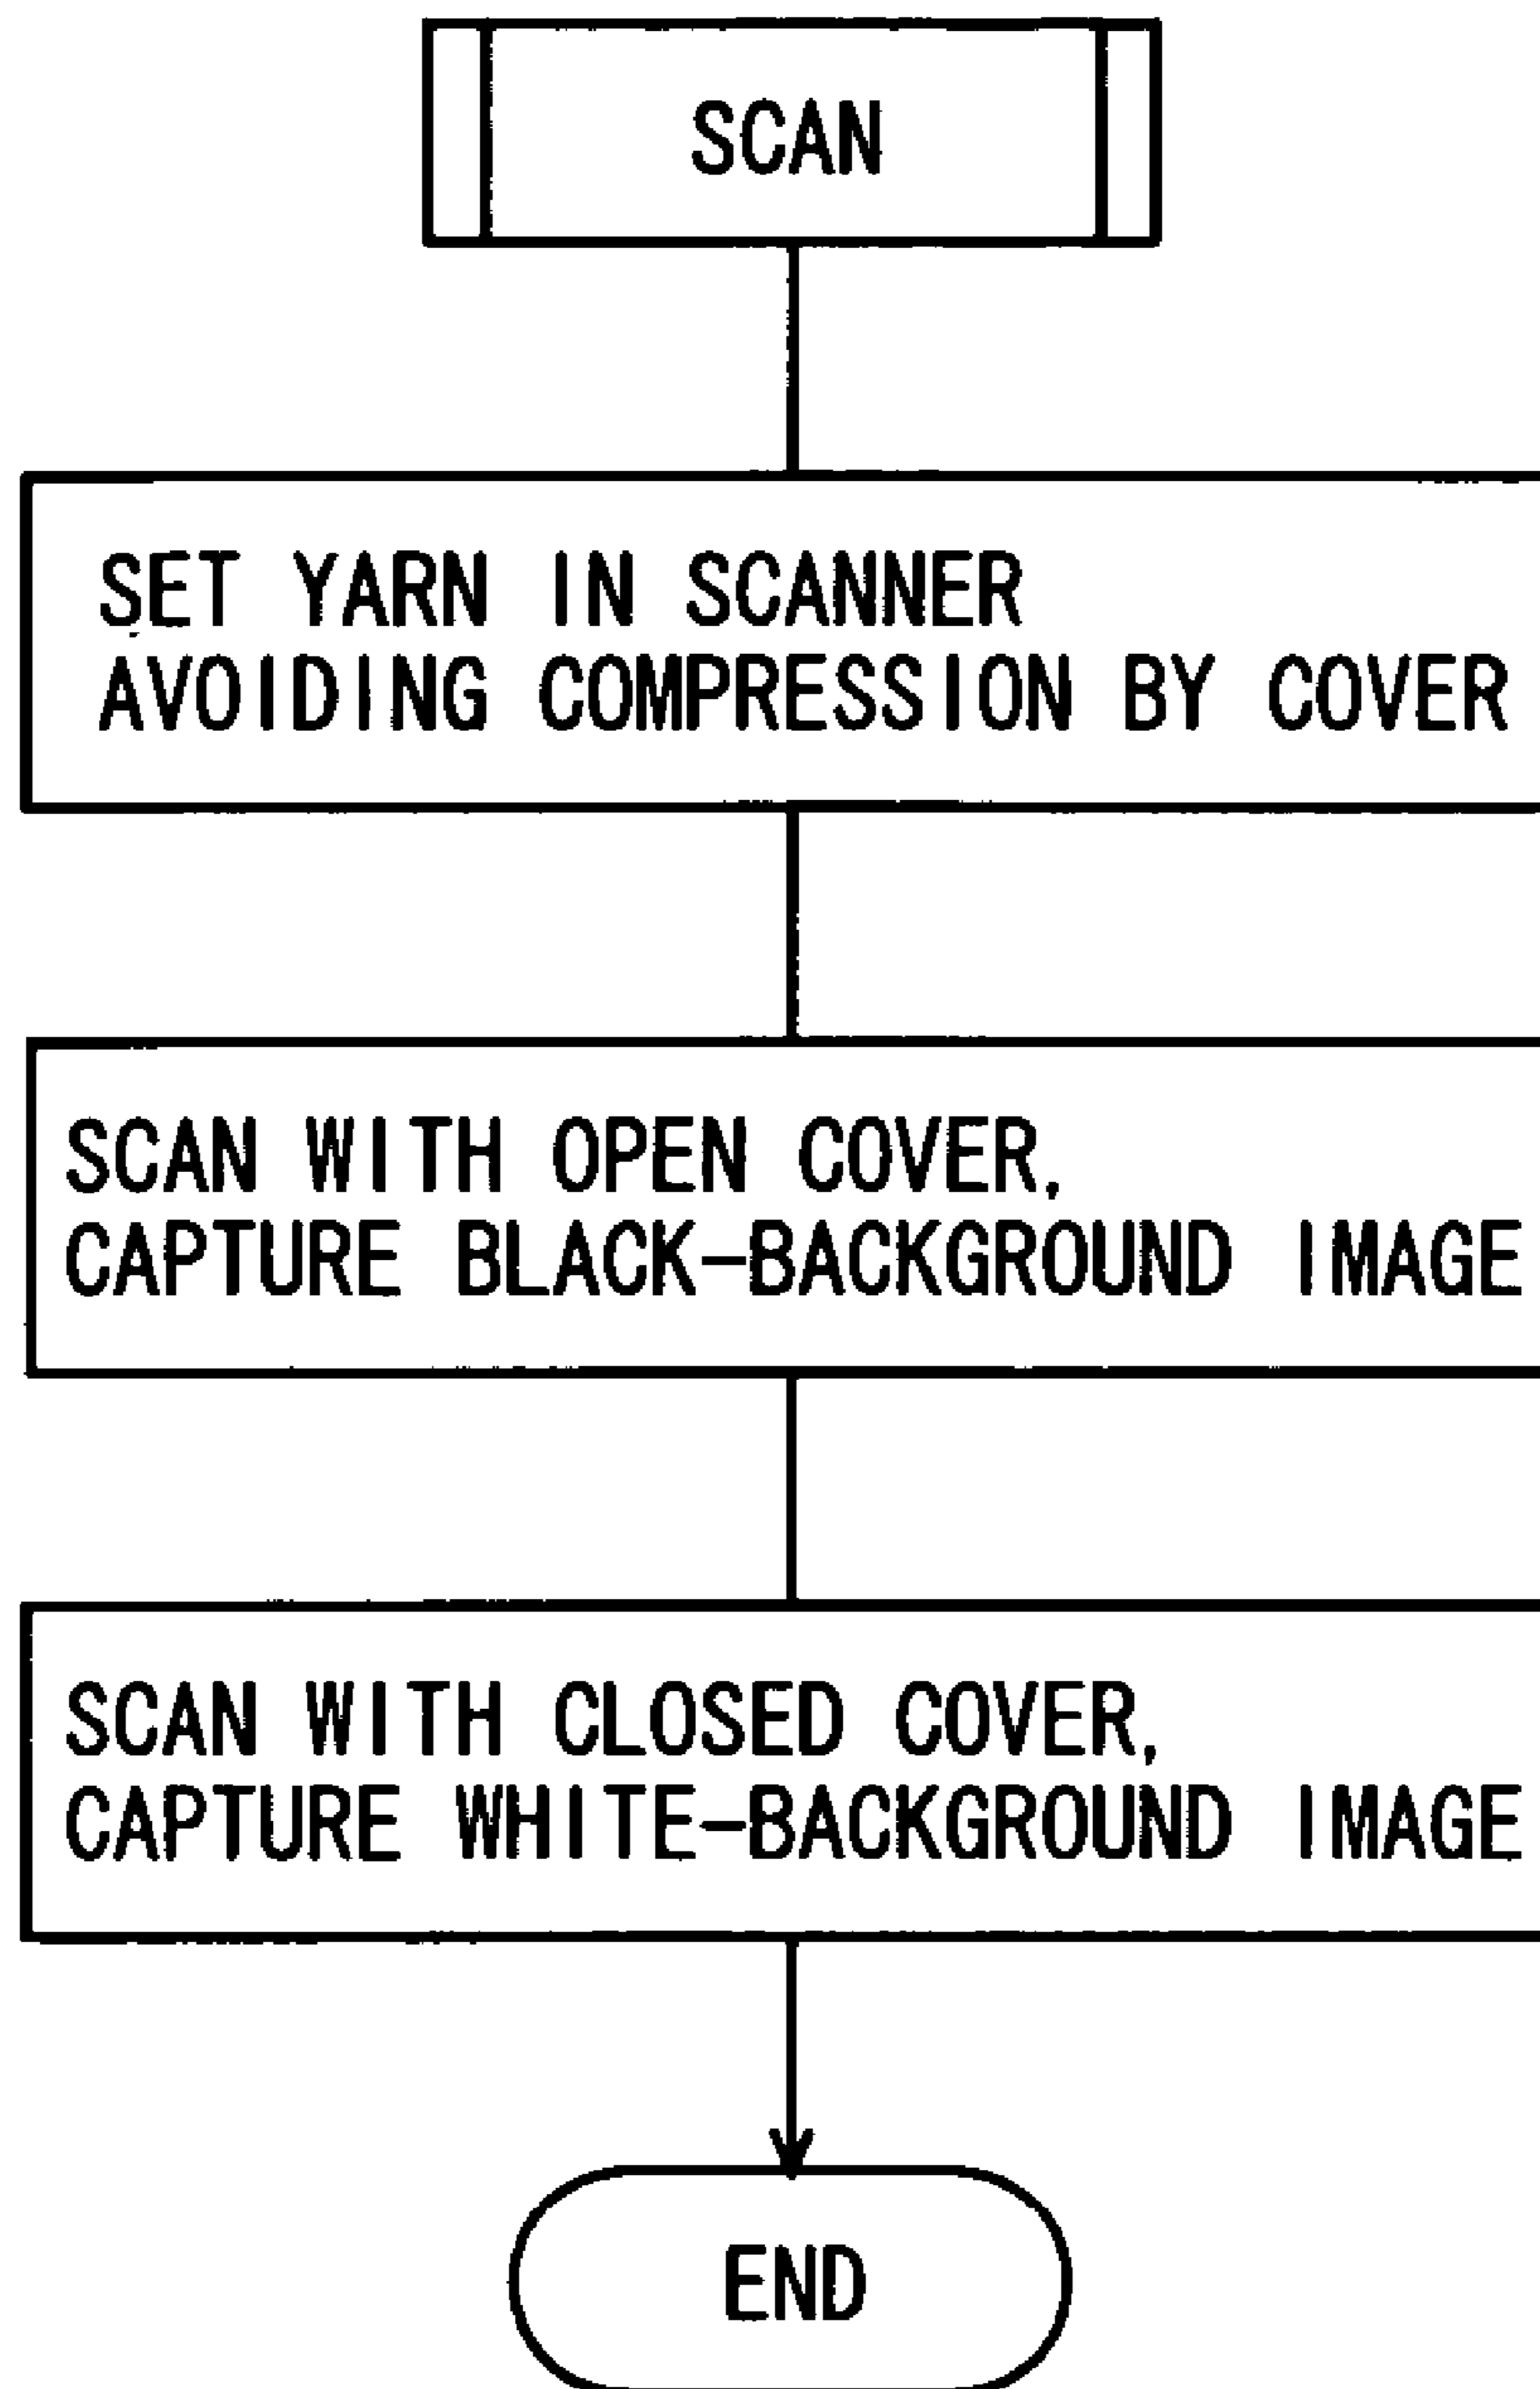 SCAN
SET YARN IN SCANNER
AVOIDING COMPRESSION BY COVER
SCAN WITH OPEN COVER,
CAPTURE BLACK-BACKGROUND IMAGE
SCAN WITH CLOSED COVER,
CAPTURE WHITE-BACKGROUND IMAGE
END